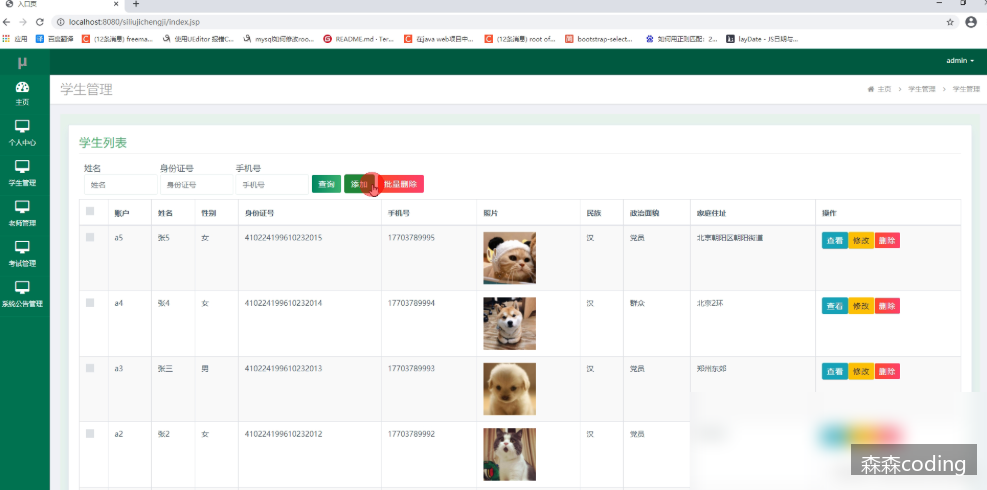 入口页
localhost:8080/siliujichengji/index.jsp
应用 百度翻译 (12条消息) freema... 使用UEditor 报错C... mysql如何修改roo... README.md · Ter... 在java web项目中... (12条消息) root of... bootstrap-select... 如何用正则匹配：2... layDate - JS日期与...
μ
admin
主页
个人中心
学生管理
老师管理
考试管理
系统公告管理
学生管理
主页 > 学生管理 > 学生管理
学生列表
姓名 身份证号 手机号
姓名 身份证号 手机号 查询 添加 批量删除
账户 姓名 性别 身份证号 手机号 照片 民族 政治面貌 家庭住址 操作
a5 张5 女 410224199610232015 17703789995 汉 党员 北京朝阳区朝阳街道 查看 修改 删除
a4 张4 女 410224199610232014 17703789994 汉 群众 北京2环 查看 修改 删除
a3 张三 男 410224199610232013 17703789993 汉 党员 郑州东郊 查看 修改 删除
a2 张2 女 410224199610232012 17703789992 汉 党员
森森coding